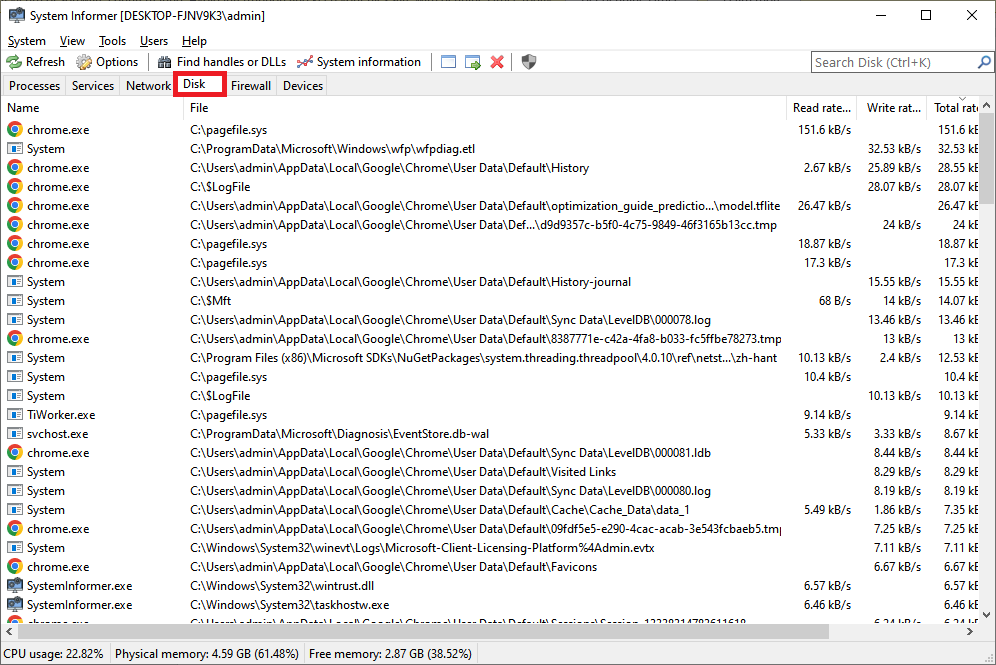 System Informer [DESKTOP-FJNV9K3\admin]
System View Tools Users Help
Refresh Options Find handles or DLLs System information Search Disk (Ctrl+K)
Processes Services Network Disk Firewall Devices
Name File Read rate... Write rat... Total rate
chrome.exe C:\pagefile.sys 151.6 kB/s 151.6 kB
System C:\ProgramData\Microsoft\Windows\wfp\wfpdiag.etl 32.53 kB/s 32.53 kB
chrome.exe C:\Users\admin\AppData\Local\Google\Chrome\User Data\Default\History 2.67 kB/s 25.89 kB/s 28.55 kB
chrome.exe C:\$LogFile 28.07 kB/s 28.07 kB
chrome.exe C:\Users\admin\AppData\Local\Google\Chrome\User Data\Default\optimization_guide_predictio...\model.tflite 26.47 kB/s 26.47 kB
chrome.exe C:\Users\admin\AppData\Local\Google\Chrome\User Data\Def...\d9d9357c-b5f0-4c75-9849-46f3165b13cc.tmp 24 kB/s 24 kB
chrome.exe C:\pagefile.sys 18.87 kB/s 18.87 kB
chrome.exe C:\pagefile.sys 17.3 kB/s 17.3 kB
System C:\Users\admin\AppData\Local\Google\Chrome\User Data\Default\History-journal 15.55 kB/s 15.55 kB
System C:\$Mft 68 B/s 14 kB/s 14.07 kB
System C:\Users\admin\AppData\Local\Google\Chrome\User Data\Default\Sync Data\LevelDB\000078.log 13.46 kB/s 13.46 kB
chrome.exe C:\Users\admin\AppData\Local\Google\Chrome\User Data\Default\8387771e-c42a-4fa8-b033-fc5ffbe78273.tmp 13 kB/s 13 kB
System C:\Program Files (x86)\Microsoft SDKs\NuGetPackages\system.threading.threadpool\4.0.10\ref\netst...\zh-hant 10.13 kB/s 2.4 kB/s 12.53 kB
System C:\pagefile.sys 10.4 kB/s 10.4 kB
System C:\$LogFile 10.13 kB/s 10.13 kB
TiWorker.exe C:\pagefile.sys 9.14 kB/s 9.14 kB
svchost.exe C:\ProgramData\Microsoft\Diagnosis\EventStore.db-wal 5.33 kB/s 3.33 kB/s 8.67 kB
chrome.exe C:\Users\admin\AppData\Local\Google\Chrome\User Data\Default\Sync Data\LevelDB\000081.ldb 8.44 kB/s 8.44 kB
System C:\Users\admin\AppData\Local\Google\Chrome\User Data\Default\Visited Links 8.29 kB/s 8.29 kB
System C:\Users\admin\AppData\Local\Google\Chrome\User Data\Default\Sync Data\LevelDB\000080.log 8.19 kB/s 8.19 kB
System C:\Users\admin\AppData\Local\Google\Chrome\User Data\Default\Cache\Cache_Data\data_1 5.49 kB/s 1.86 kB/s 7.35 kB
chrome.exe C:\Users\admin\AppData\Local\Google\Chrome\User Data\Default\09fdf5e5-e290-4cac-acab-3e543fcbaeb5.tmp 7.25 kB/s 7.25 kB
System C:\Windows\System32\winevt\Logs\Microsoft-Client-Licensing-Platform%4Admin.evtx 7.11 kB/s 7.11 kB
chrome.exe C:\Users\admin\AppData\Local\Google\Chrome\User Data\Default\Favicons 6.67 kB/s 6.67 kB
SystemInformer.exe C:\Windows\System32\wintrust.dll 6.57 kB/s 6.57 kB
SystemInformer.exe C:\Windows\System32\taskhostw.exe 6.46 kB/s 6.46 kB
CPU usage: 22.82% Physical memory: 4.59 GB (61.48%) Free memory: 2.87 GB (38.52%)